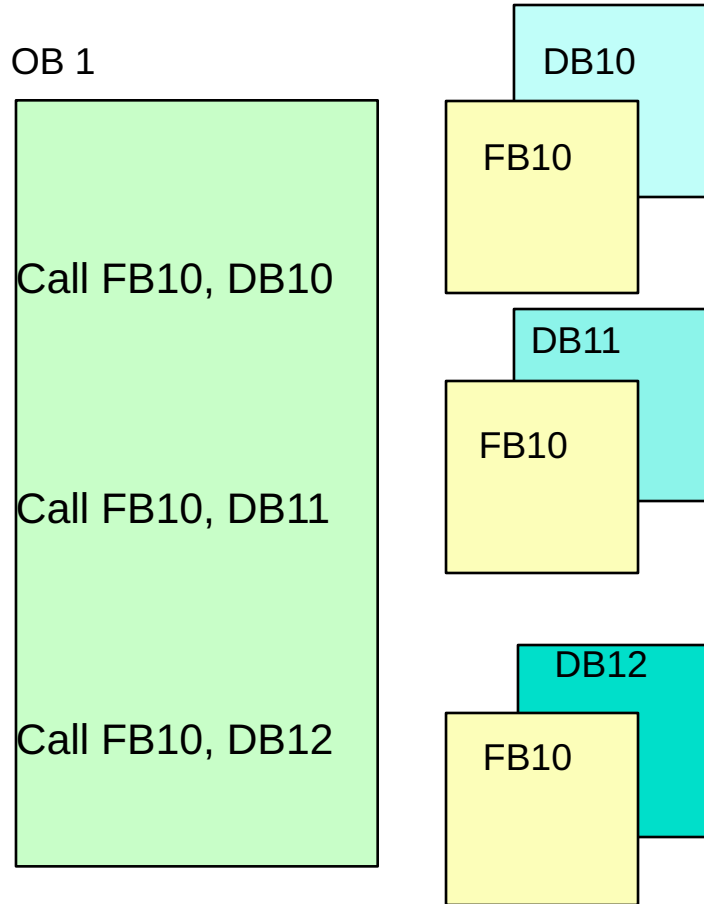 OB 1
Call FB10, DB10
Call FB10, DB11
Call FB10, DB12
DB10
FB10
DB11
FB10
DB12
FB10